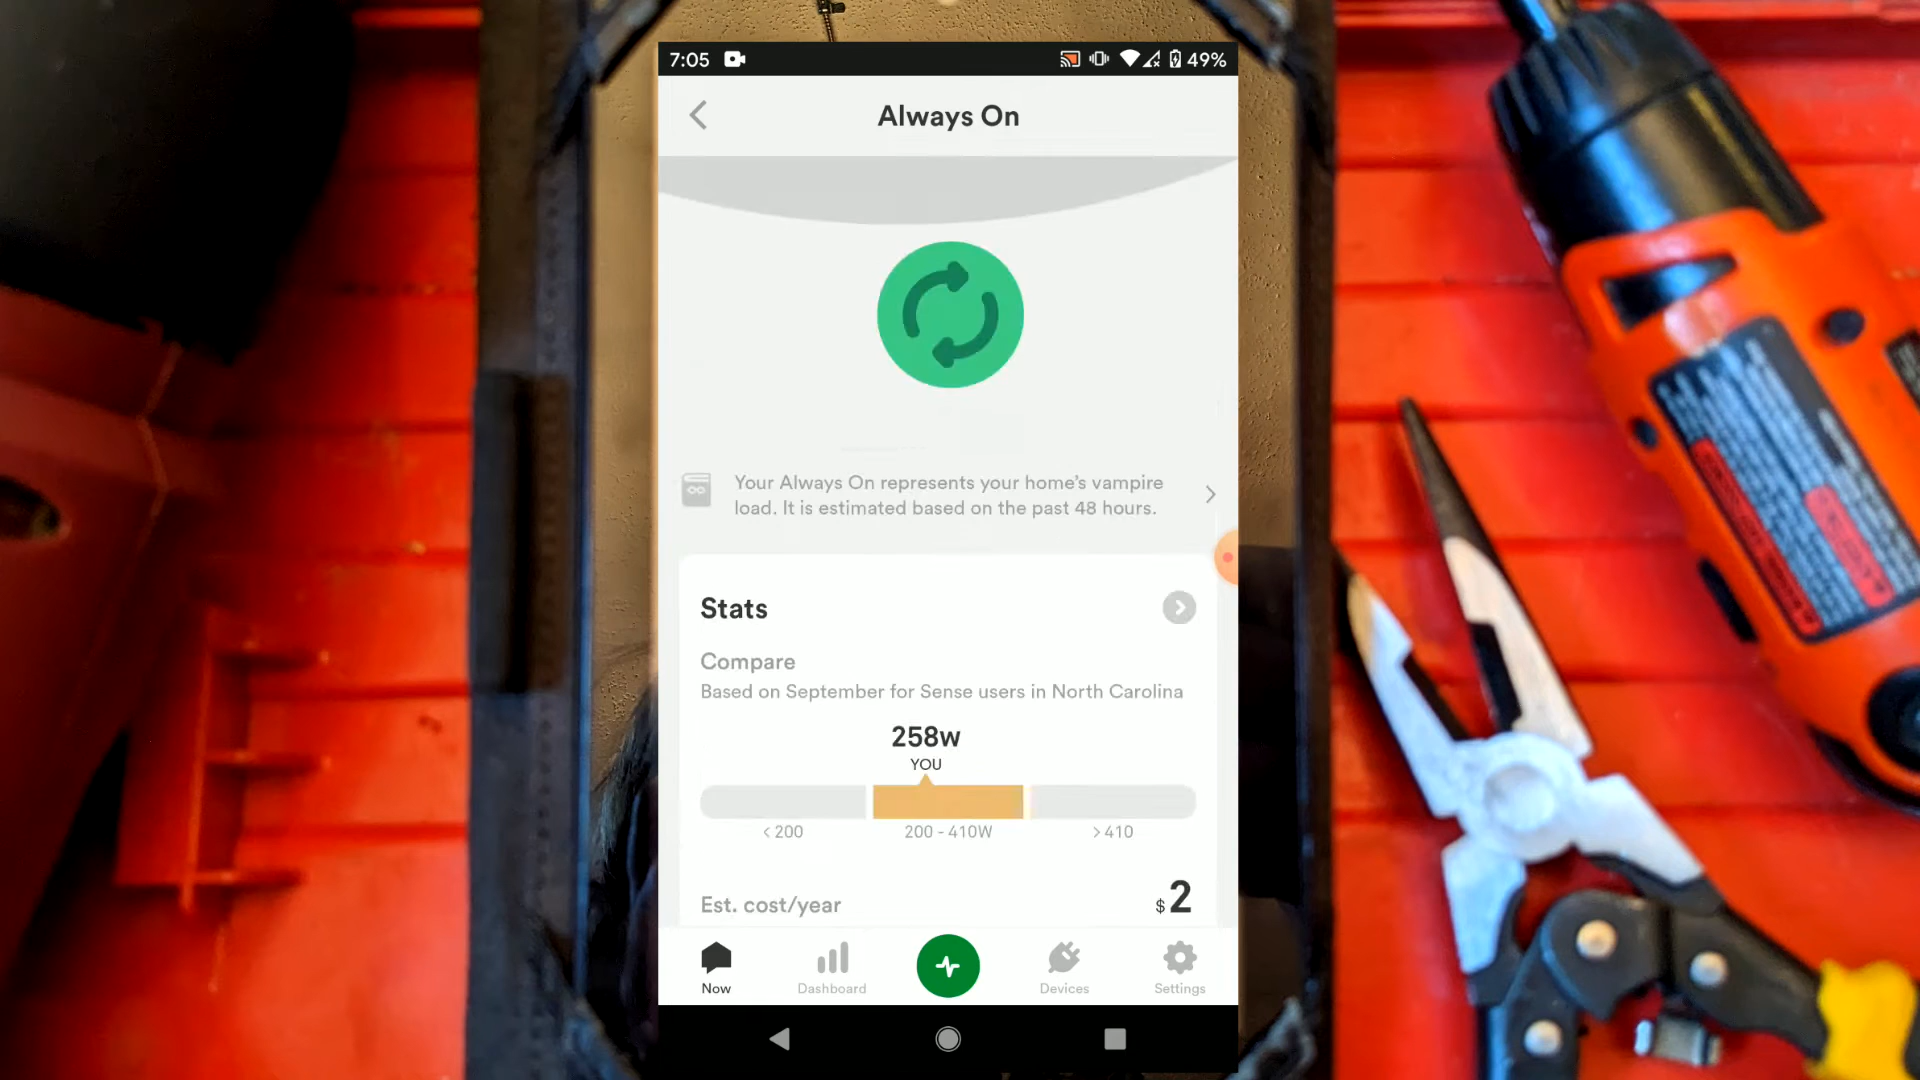 7:05
49%
Always On
Your Always On represents your home's vampire
load. It is estimated based on the past 48 hours.
Stats
Compare
Based on September for Sense users in North Carolina
258w
YOU
< 200
200 - 410W
> 410
Est. cost/year
$2
Now
Dashboard
Devices
Settings